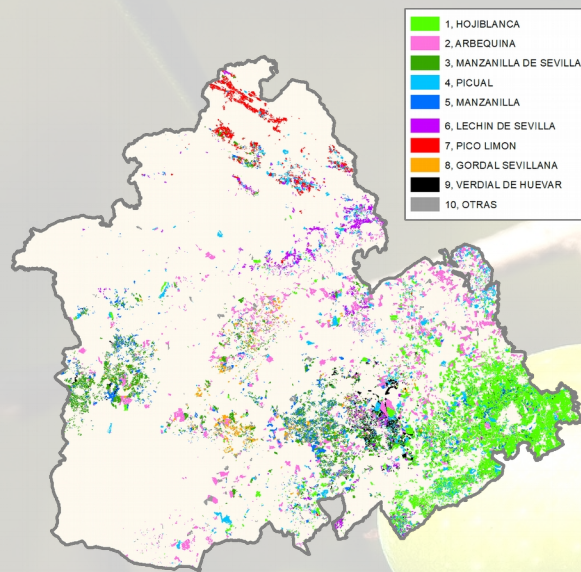 1, HOJIBLANCA
2, ARBEQUINA
3, MANZANILLA DE SEVILLA
4, PICUAL
5, MANZANILLA
6, LECHIN DE SEVILLA
7, PICO LIMON
8, GORDAL SEVILLANA
9, VERDIAL DE HUEVAR
10, OTRAS